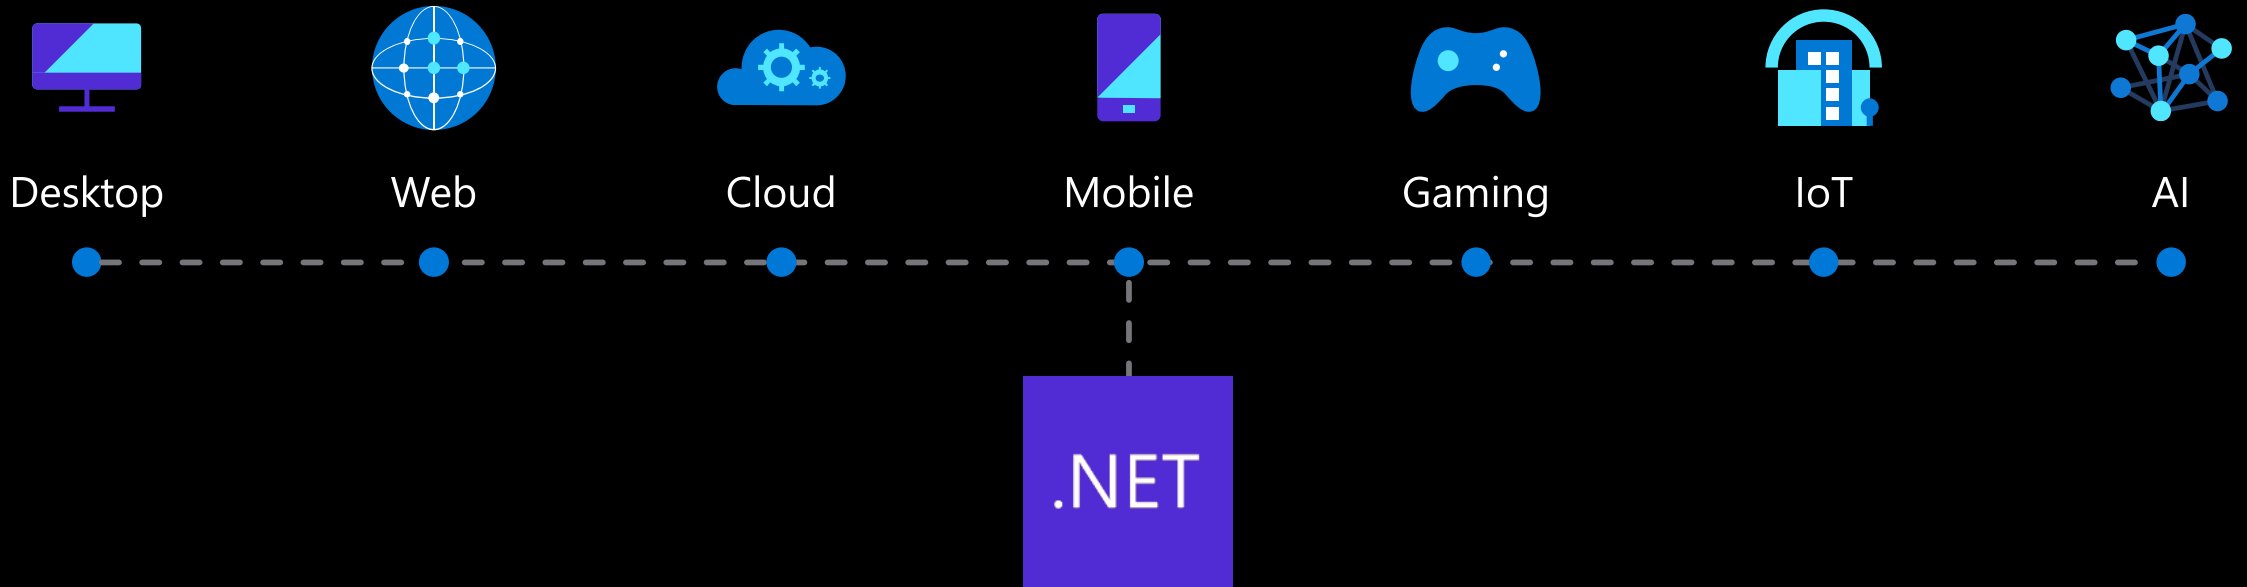 Desktop
Web
Cloud
Mobile
Gaming
IoT
AI
.NET